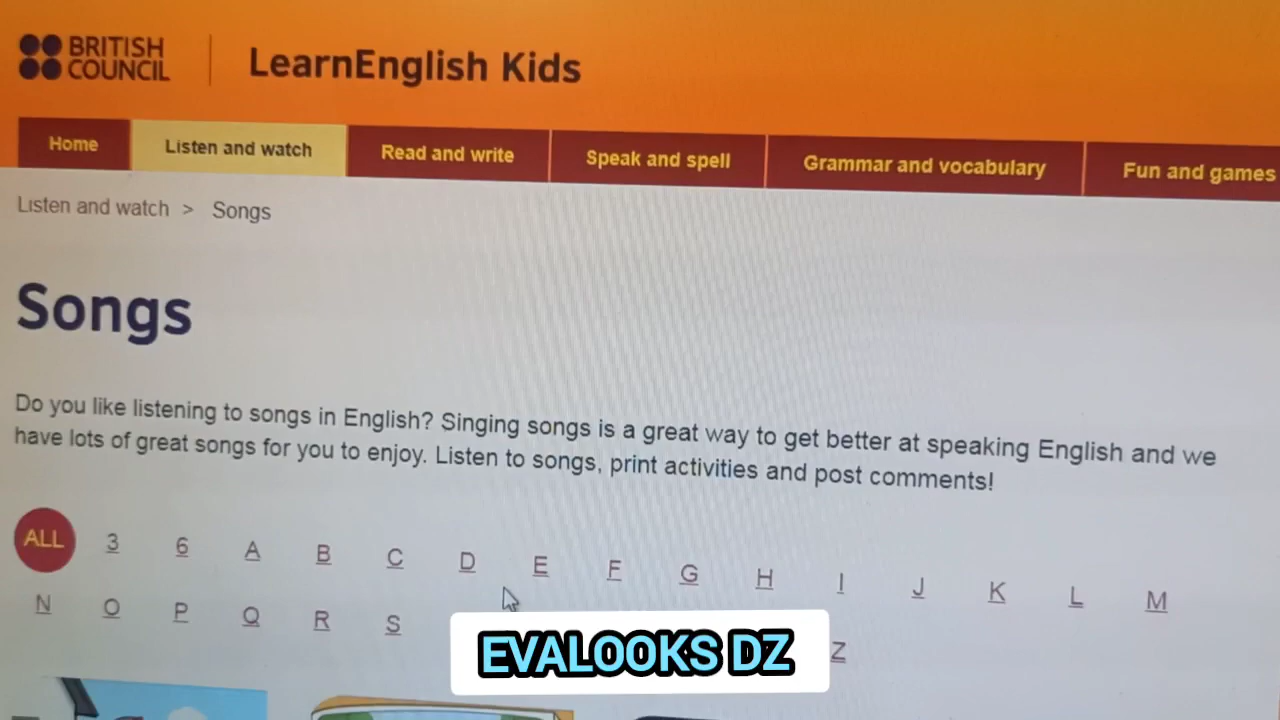 BRITISH
COUNCIL
LearnEnglish Kids
Home Listen and watch Read and write Speak and spell Grammar and vocabulary Fun and games
Listen and watch > Songs
Songs
Do you like listening to songs in English? Singing songs is a great way to get better at speaking English and we
have lots of great songs for you to enjoy. Listen to songs, print activities and post comments!
ALL 3 6 A B C D E F G H I J K L M
N O P Q R S Z
EVALOOKS DZ